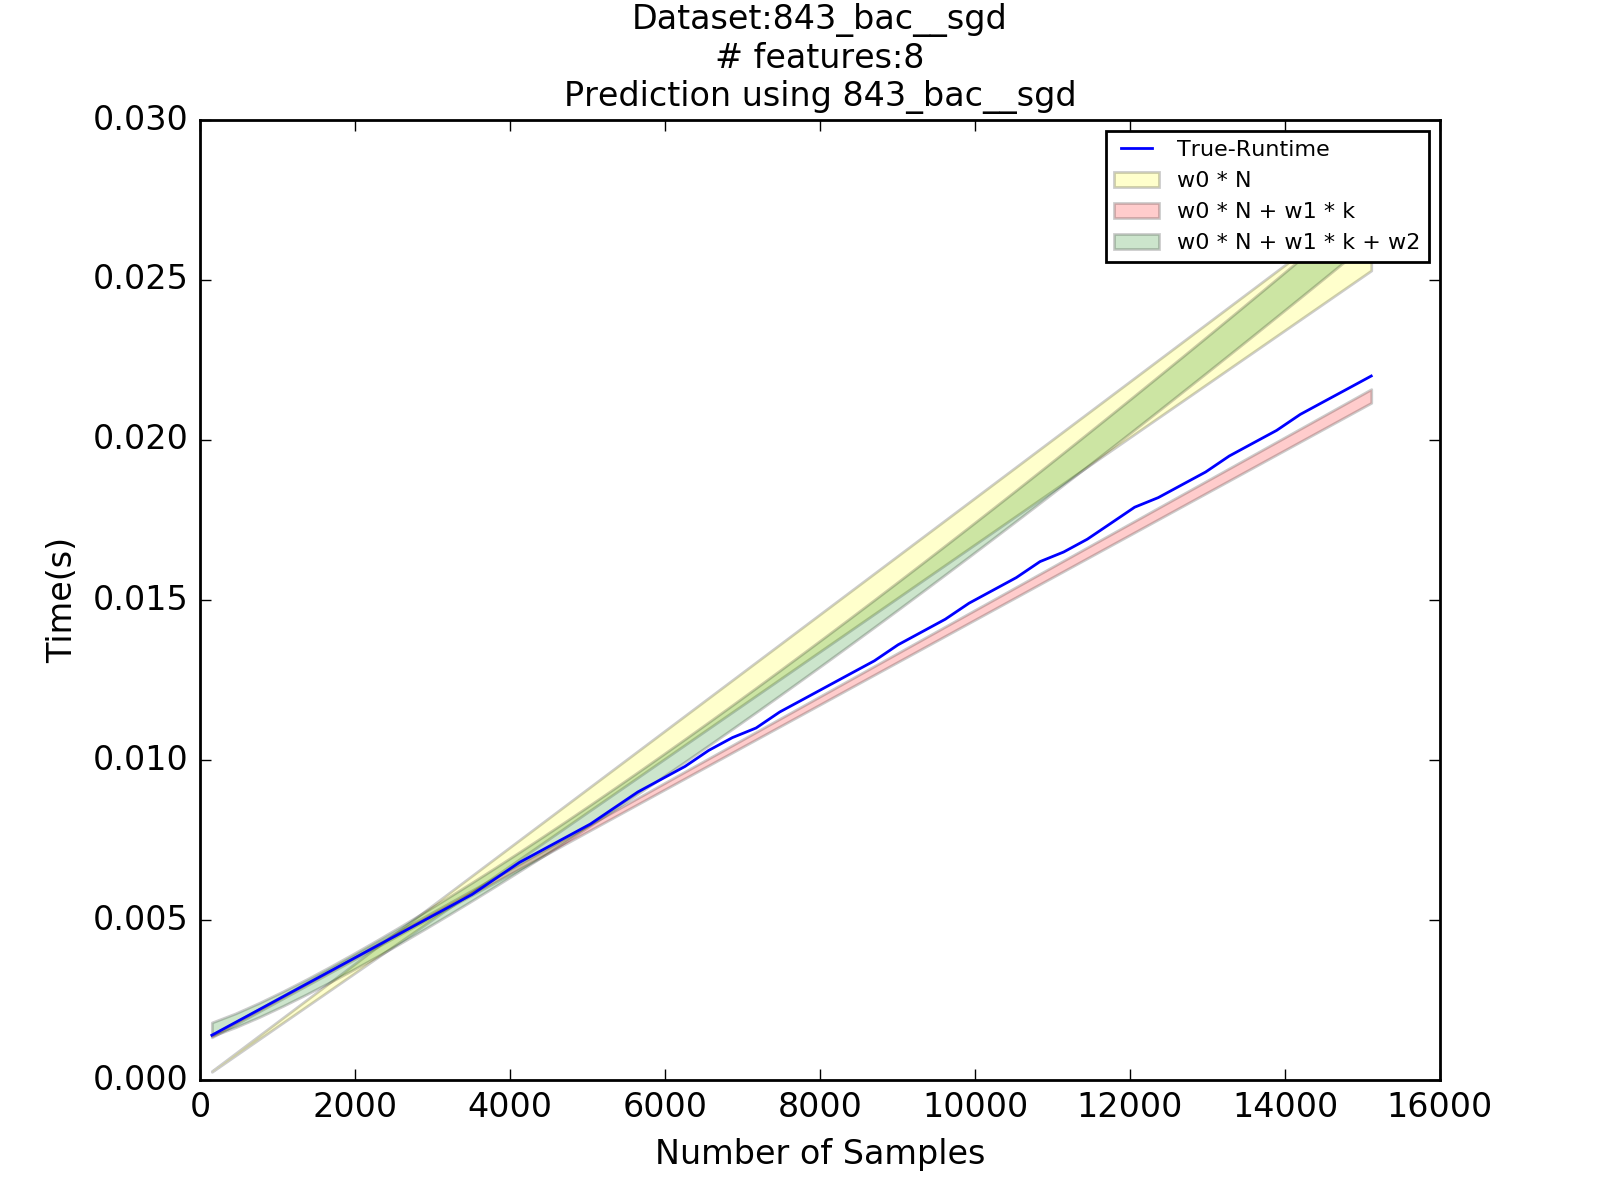 Dataset:843_bac__sgd
# features:8
Prediction using 843_bac__sgd
0.030
0.025
0.020
0.015
0.010
0.005
0.000
Time(s)
True-Runtime
w0 * N
w0 * N + w1 * k
w0 * N + w1 * k + w2
0 2000 4000 6000 8000 10000 12000 14000 16000
Number of Samples